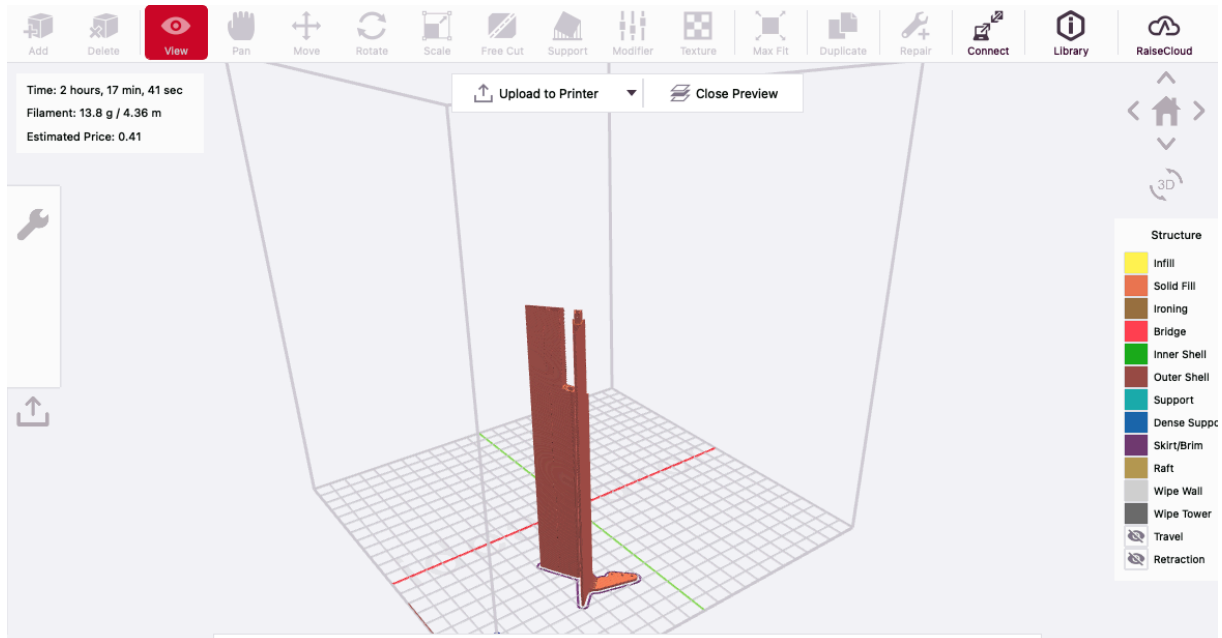 Add
Delete
View
Pan
Move
Rotate
Scale
Free Cut
Support
Modifier
Texture
Max Fit
Duplicate
Repair
Connect
Library
RaiseCloud
Time: 2 hours, 17 min, 41 sec
Filament: 13.8 g / 4.36 m
Estimated Price: 0.41
Upload to Printer
Close Preview
3D
Structure
Infill
Solid Fill
Ironing
Bridge
Inner Shell
Outer Shell
Support
Dense Suppo
Skirt/Brim
Raft
Wipe Wall
Wipe Tower
Travel
Retraction